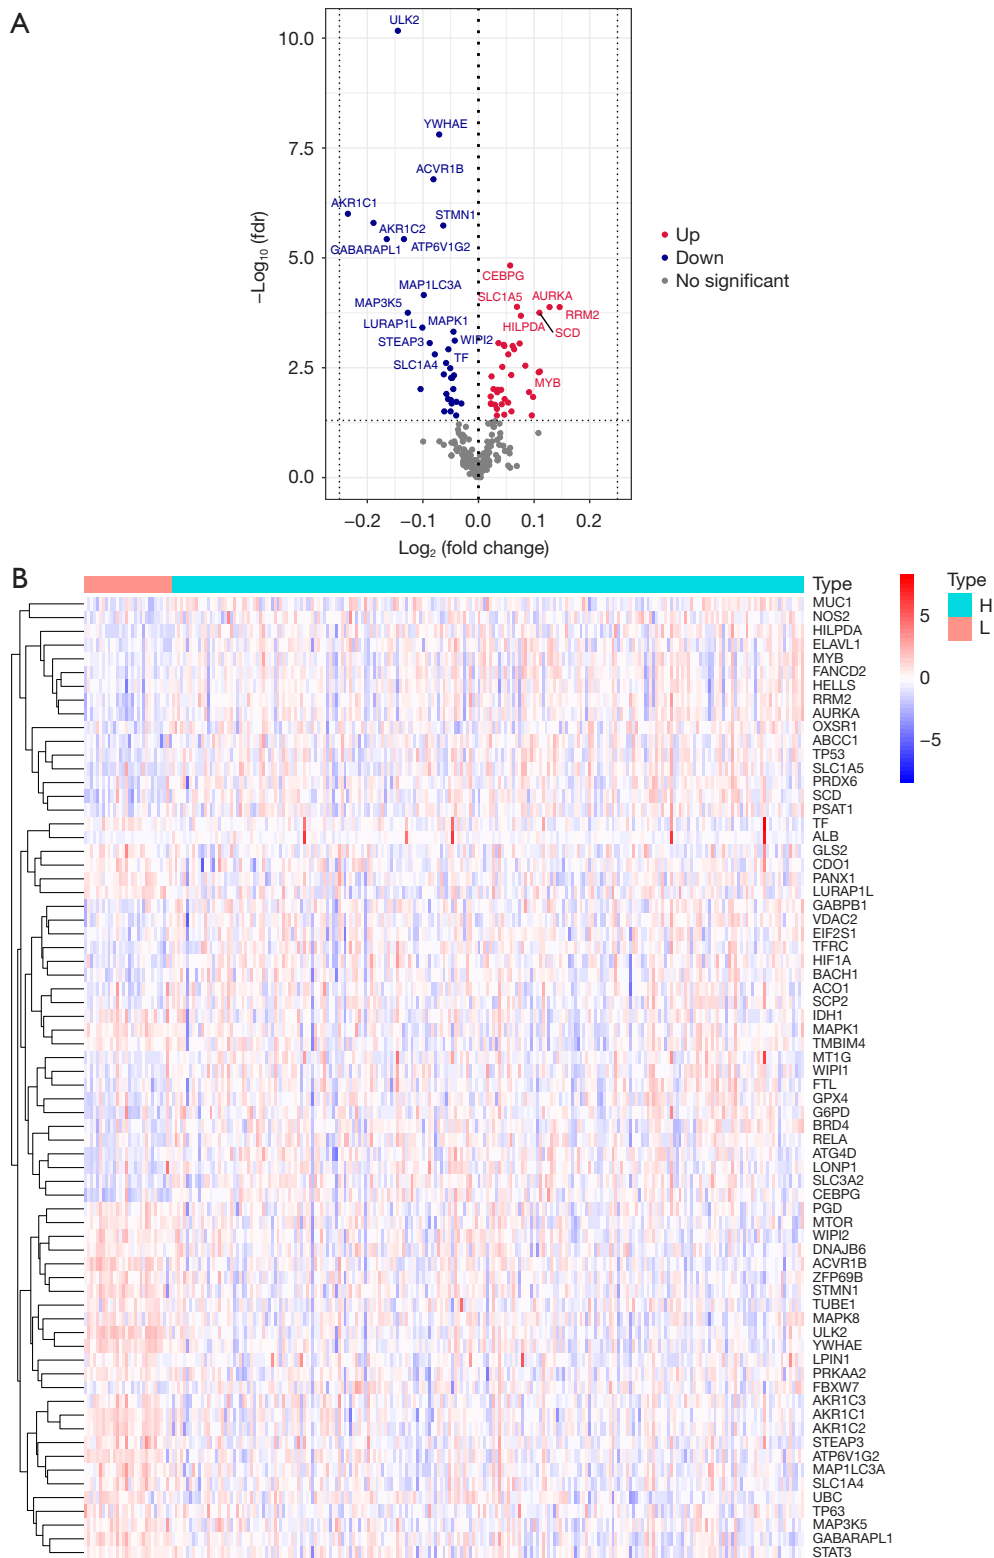 A
ULK2
YWHAE
ACVR1B
AKR1C1
STMN1
AKR1C2
GABARAPL1
ATP6V1G2
CEBPG
MAP1LC3A
SLC1A5
AURKA
MAP3K5
RRM2
LURAP1L
MAPK1
HILPDA
SCD
STEAP3
WIPI2
SLC1A4
TF
MYB
10.0
7.5
5.0
2.5
0.0
−Log10 (fdr)
−0.2
−0.1
0.0
0.1
0.2
Log2 (fold change)
Up
Down
No significant
B
Type
MUC1
NOS2
HILPDA
ELAVL1
MYB
FANCD2
HELLS
RRM2
AURKA
OXSR1
ABCC1
TP53
SLC1A5
PRDX6
SCD
PSAT1
TF
ALB
GLS2
CDO1
PANX1
LURAP1L
GABPB1
VDAC2
EIF2S1
TFRC
HIF1A
BACH1
ACO1
SCP2
IDH1
MAPK1
TMBIM4
MT1G
WIPI1
FTL
GPX4
G6PD
BRD4
RELA
ATG4D
LONP1
SLC3A2
CEBPG
PGD
MTOR
WIPI2
DNAJB6
ACVR1B
ZFP69B
STMN1
TUBE1
MAPK8
ULK2
YWHAE
LPIN1
PRKAA2
FBXW7
AKR1C3
AKR1C1
AKR1C2
STEAP3
ATP6V1G2
MAP1LC3A
SLC1A4
UBC
TP63
MAP3K5
GABARAPL1
STAT3
5
0
−5
Type
H
L